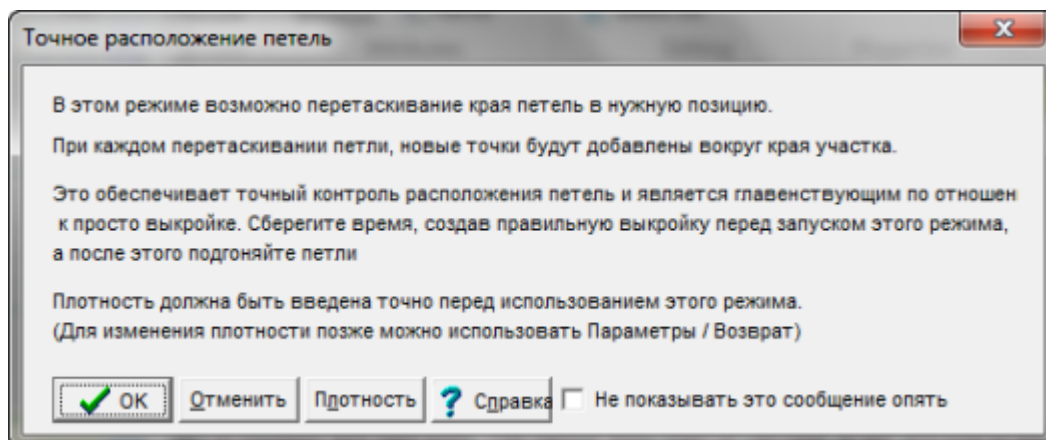 Точное расположение петель
В этом режиме возможно перетаскивание края петель в нужную позицию.
При каждом перетаскивании петли, новые точки будут добавлены вокруг края участка.
Это обеспечивает точный контроль расположения петель и является главенствующим по отношен
к просто выкройке. Сберегите время, создав правильную выкройку перед запуском этого режима,
а после этого подгоняйте петли
Плотность должна быть введена точно перед использованием этого режима.
(Для изменения плотности позже можно использовать Параметры / Возврат)
OK Отменить Плотность ? Справка Не показывать это сообщение опять